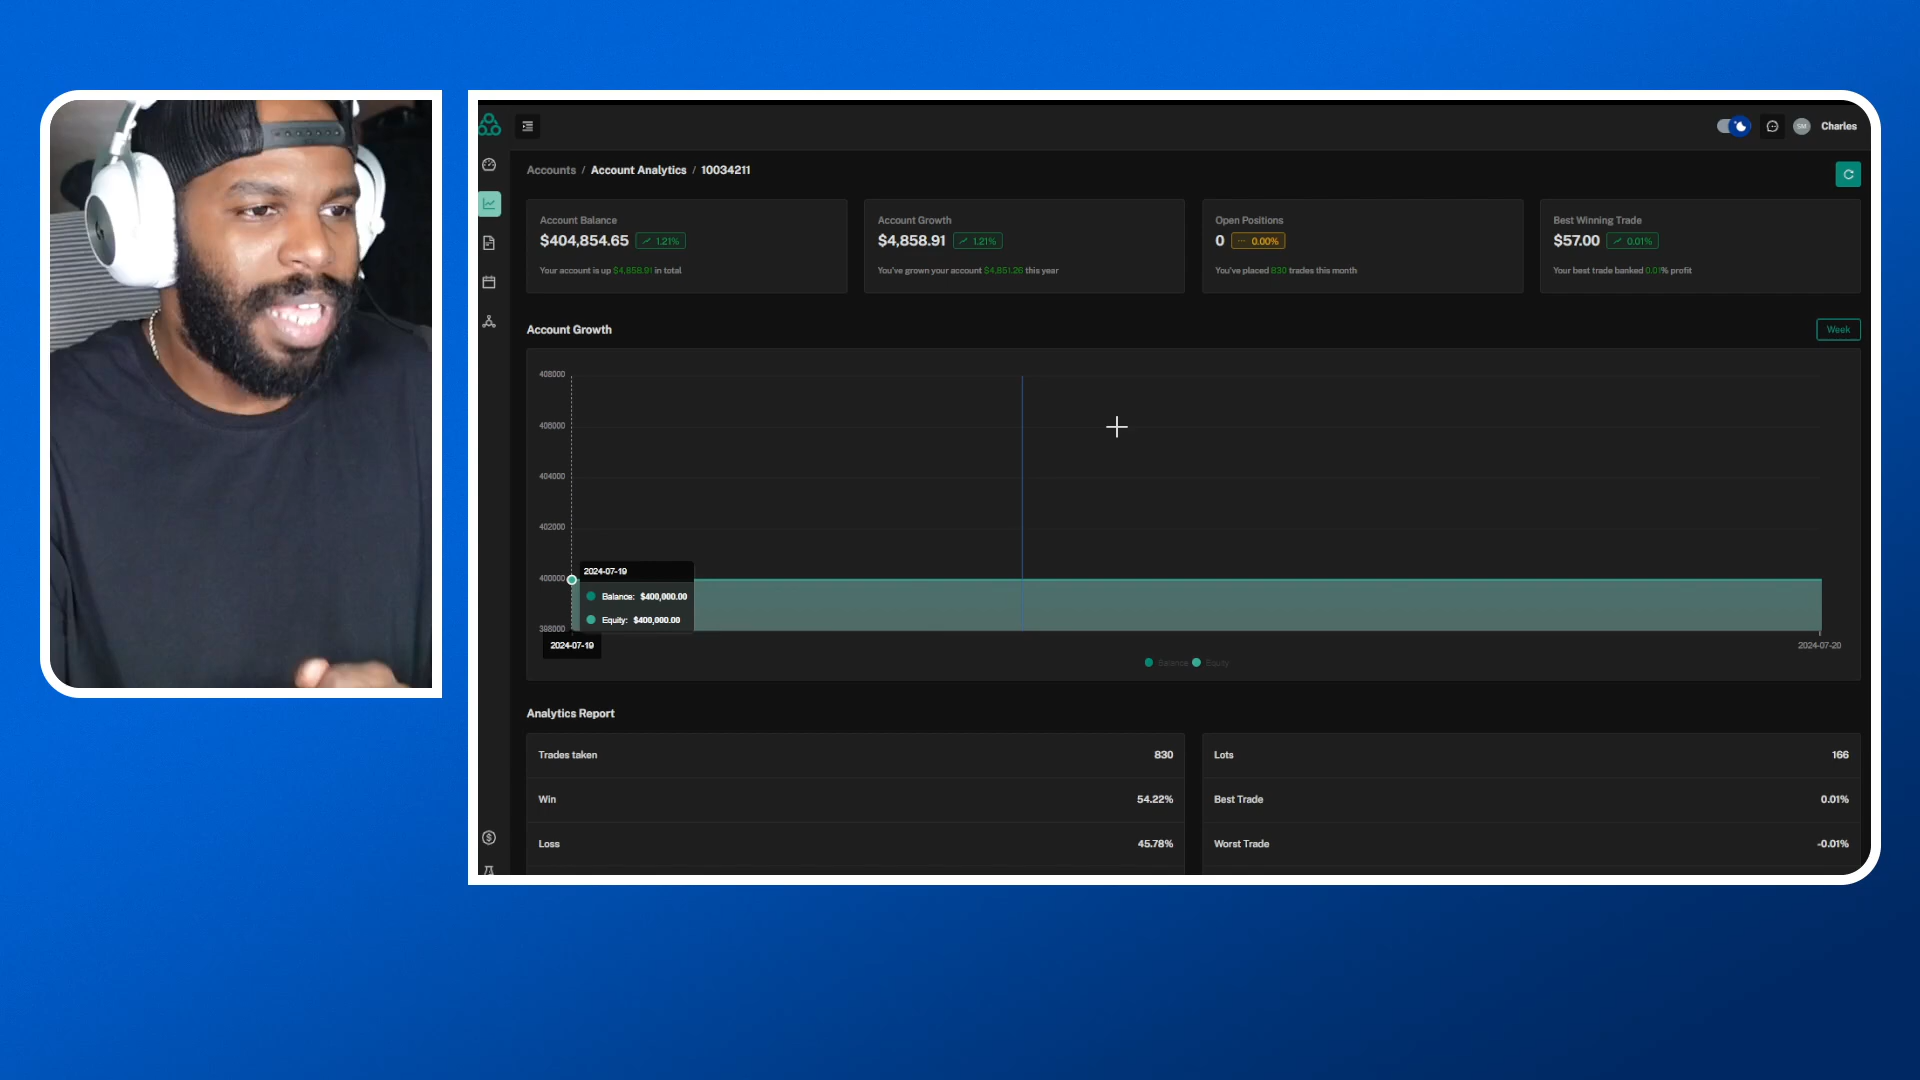 SM Charles
Accounts / Account Analytics / 10034211
Account Balance
$404,854.65 1.21%
Your account is up $4,858.91 in total
Account Growth
$4,858.91 1.21%
You've grown your account $4,851.26 this year
Open Positions
0 0.00%
You've placed 830 trades this month
Best Winning Trade
$57.00 0.01%
Your best trade banked 0.01% profit
Account Growth
Week
408000
406000
404000
402000
400000
398000
2024-07-19
Balance: $400,000.00
Equity: $400,000.00
2024-07-19
2024-07-20
Balance Equity
Analytics Report
Trades taken 830
Win 54.22%
Loss 45.78%
Lots 166
Best Trade 0.01%
Worst Trade -0.01%